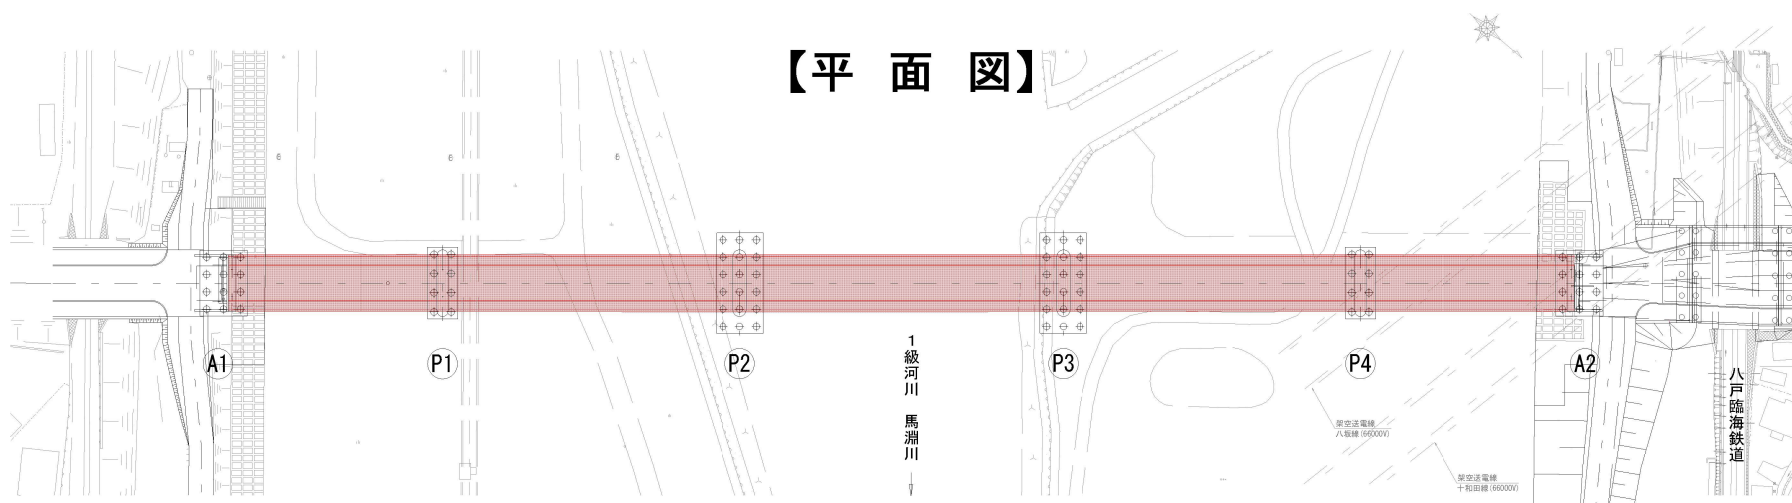 【平 面 図】
A1
P1
P2
P3
P4
A2
1級河川 馬淵川
架空送電線
八坂線(66000V)
架空送電線
十和田線(66000V)
八戸臨海鉄道